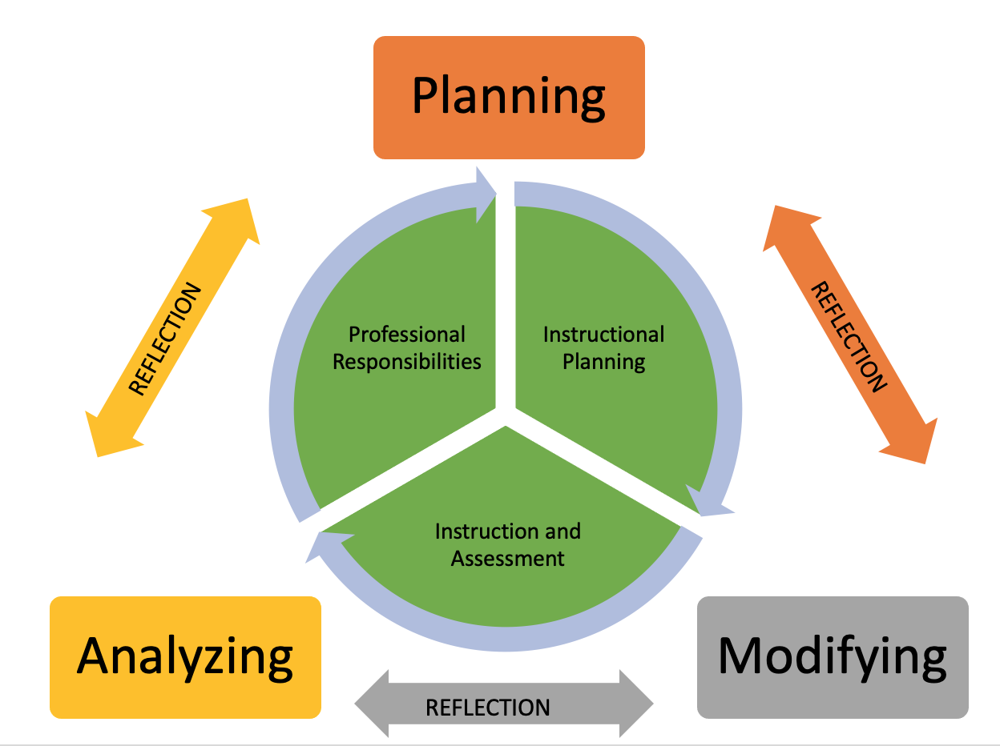 Planning
REFLECTION
REFLECTION
Professional
Responsibilities
Instructional
Planning
Instruction and
Assessment
Analyzing
Modifying
REFLECTION